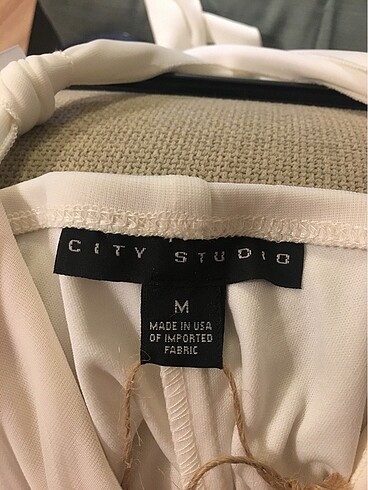 CITY STUDIO
M
MADE IN USA
OF IMPORTED
FABRIC